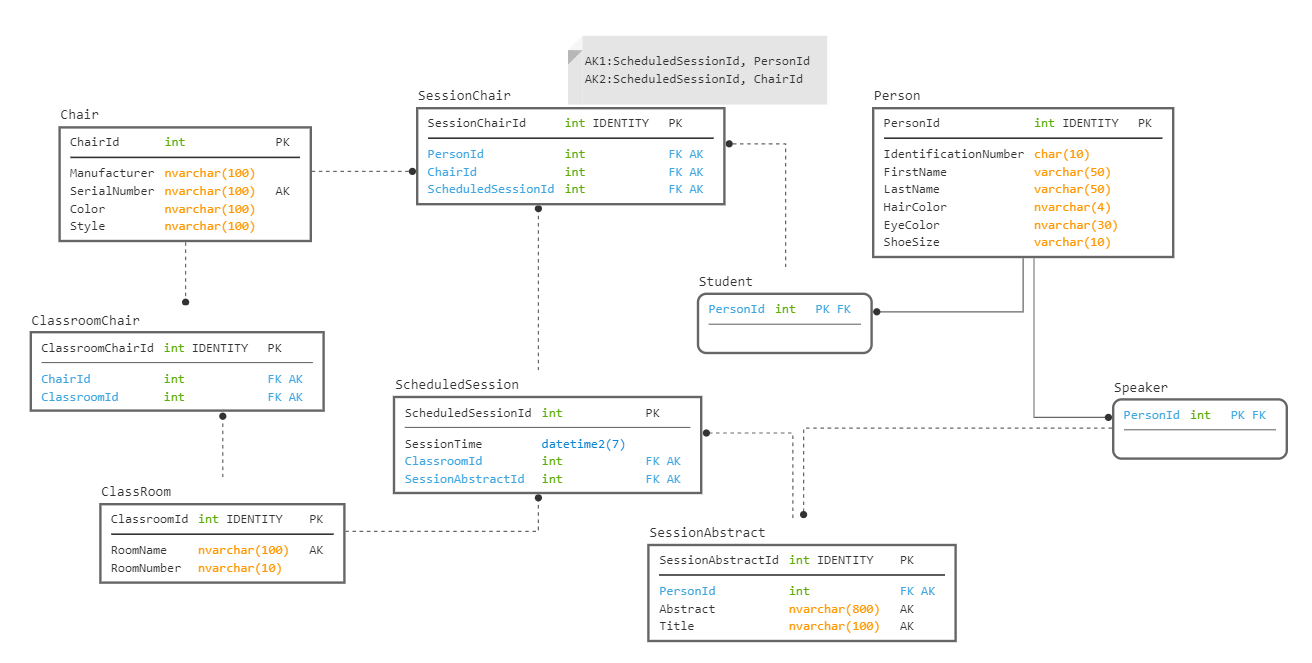 AK1:ScheduledSessionId, PersonId
AK2:ScheduledSessionId, ChairId
SessionChair
SessionChairId int IDENTITY PK
PersonId int FK AK
ChairId int FK AK
ScheduledSessionId int FK AK
Person
PersonId int IDENTITY PK
IdentificationNumber char(10)
FirstName varchar(50)
LastName varchar(50)
HairColor nvarchar(4)
EyeColor nvarchar(30)
ShoeSize varchar(10)
Chair
ChairId int PK
Manufacturer nvarchar(100)
SerialNumber nvarchar(100) AK
Color nvarchar(100)
Style nvarchar(100)
Student
PersonId int PK FK
ClassroomChair
ClassroomChairId int IDENTITY PK
ChairId int FK AK
ClassroomId int FK AK
ScheduledSession
ScheduledSessionId int PK
SessionTime datetime2(7)
ClassroomId int FK AK
SessionAbstractId int FK AK
Speaker
PersonId int PK FK
ClassRoom
ClassroomId int IDENTITY PK
RoomName nvarchar(100) AK
RoomNumber nvarchar(10)
SessionAbstract
SessionAbstractId int IDENTITY PK
PersonId int FK AK
Abstract nvarchar(800) AK
Title nvarchar(100) AK